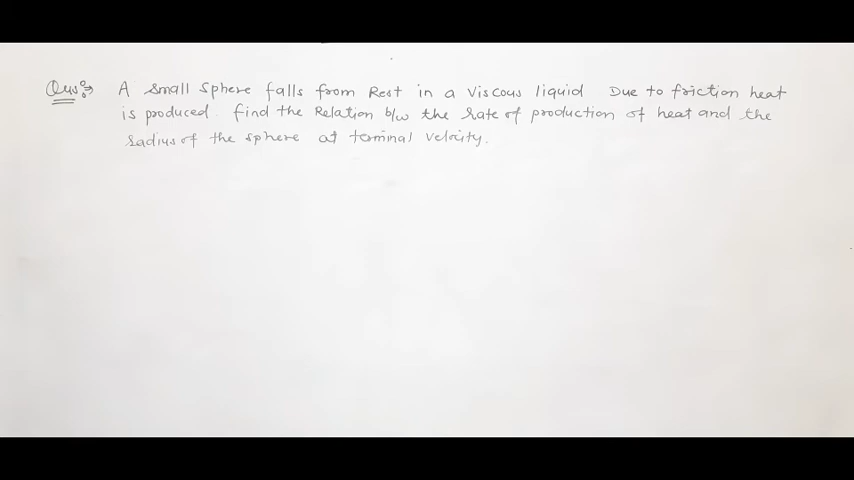 Ques:⇒ A small sphere falls from Rest in a Viscous liquid Due to friction heat
is produced. find the Relation b/w the rate of production of heat and the
radius of the sphere at terminal velocity.